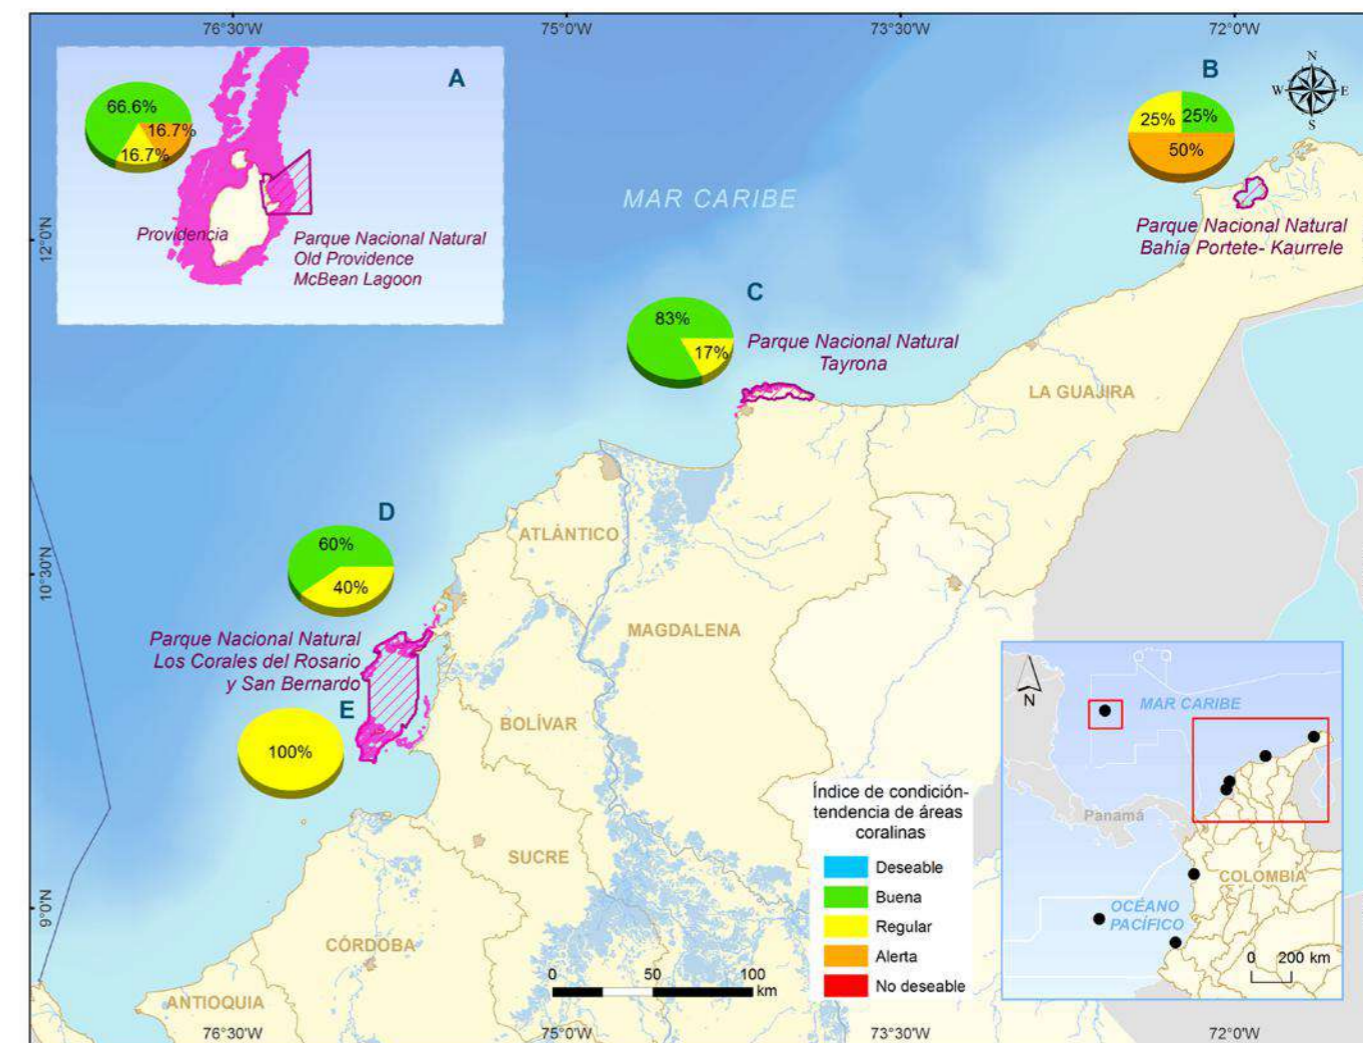 76°30'W
75°0'W
73°30'W
72°0'W
A
66.6%
16.7%
16.7%
Providencia
Parque Nacional Natural
Old Providence
McBean Lagoon
12°0'N
MAR CARIBE
B
25%
25%
50%
N
W
E
S
Parque Nacional Natural
Bahía Portete- Kaurrele
C
83%
17%
Parque Nacional Natural
Tayrona
LA GUAJIRA
D
60%
40%
10°30'N
ATLÁNTICO
MAGDALENA
Parque Nacional Natural
Los Corales del Rosario
y San Bernardo
E
100%
BOLÍVAR
SUCRE
CÓRDOBA
ANTIOQUIA
9°0'N
0 50 100
km
Índice de condición-
tendencia de áreas
coralinas
Deseable
Buena
Regular
Alerta
No deseable
N
MAR CARIBE
Panamá
COLOMBIA
OCÉANO
PACÍFICO
0 200 km
76°30'W
75°0'W
73°30'W
72°0'W